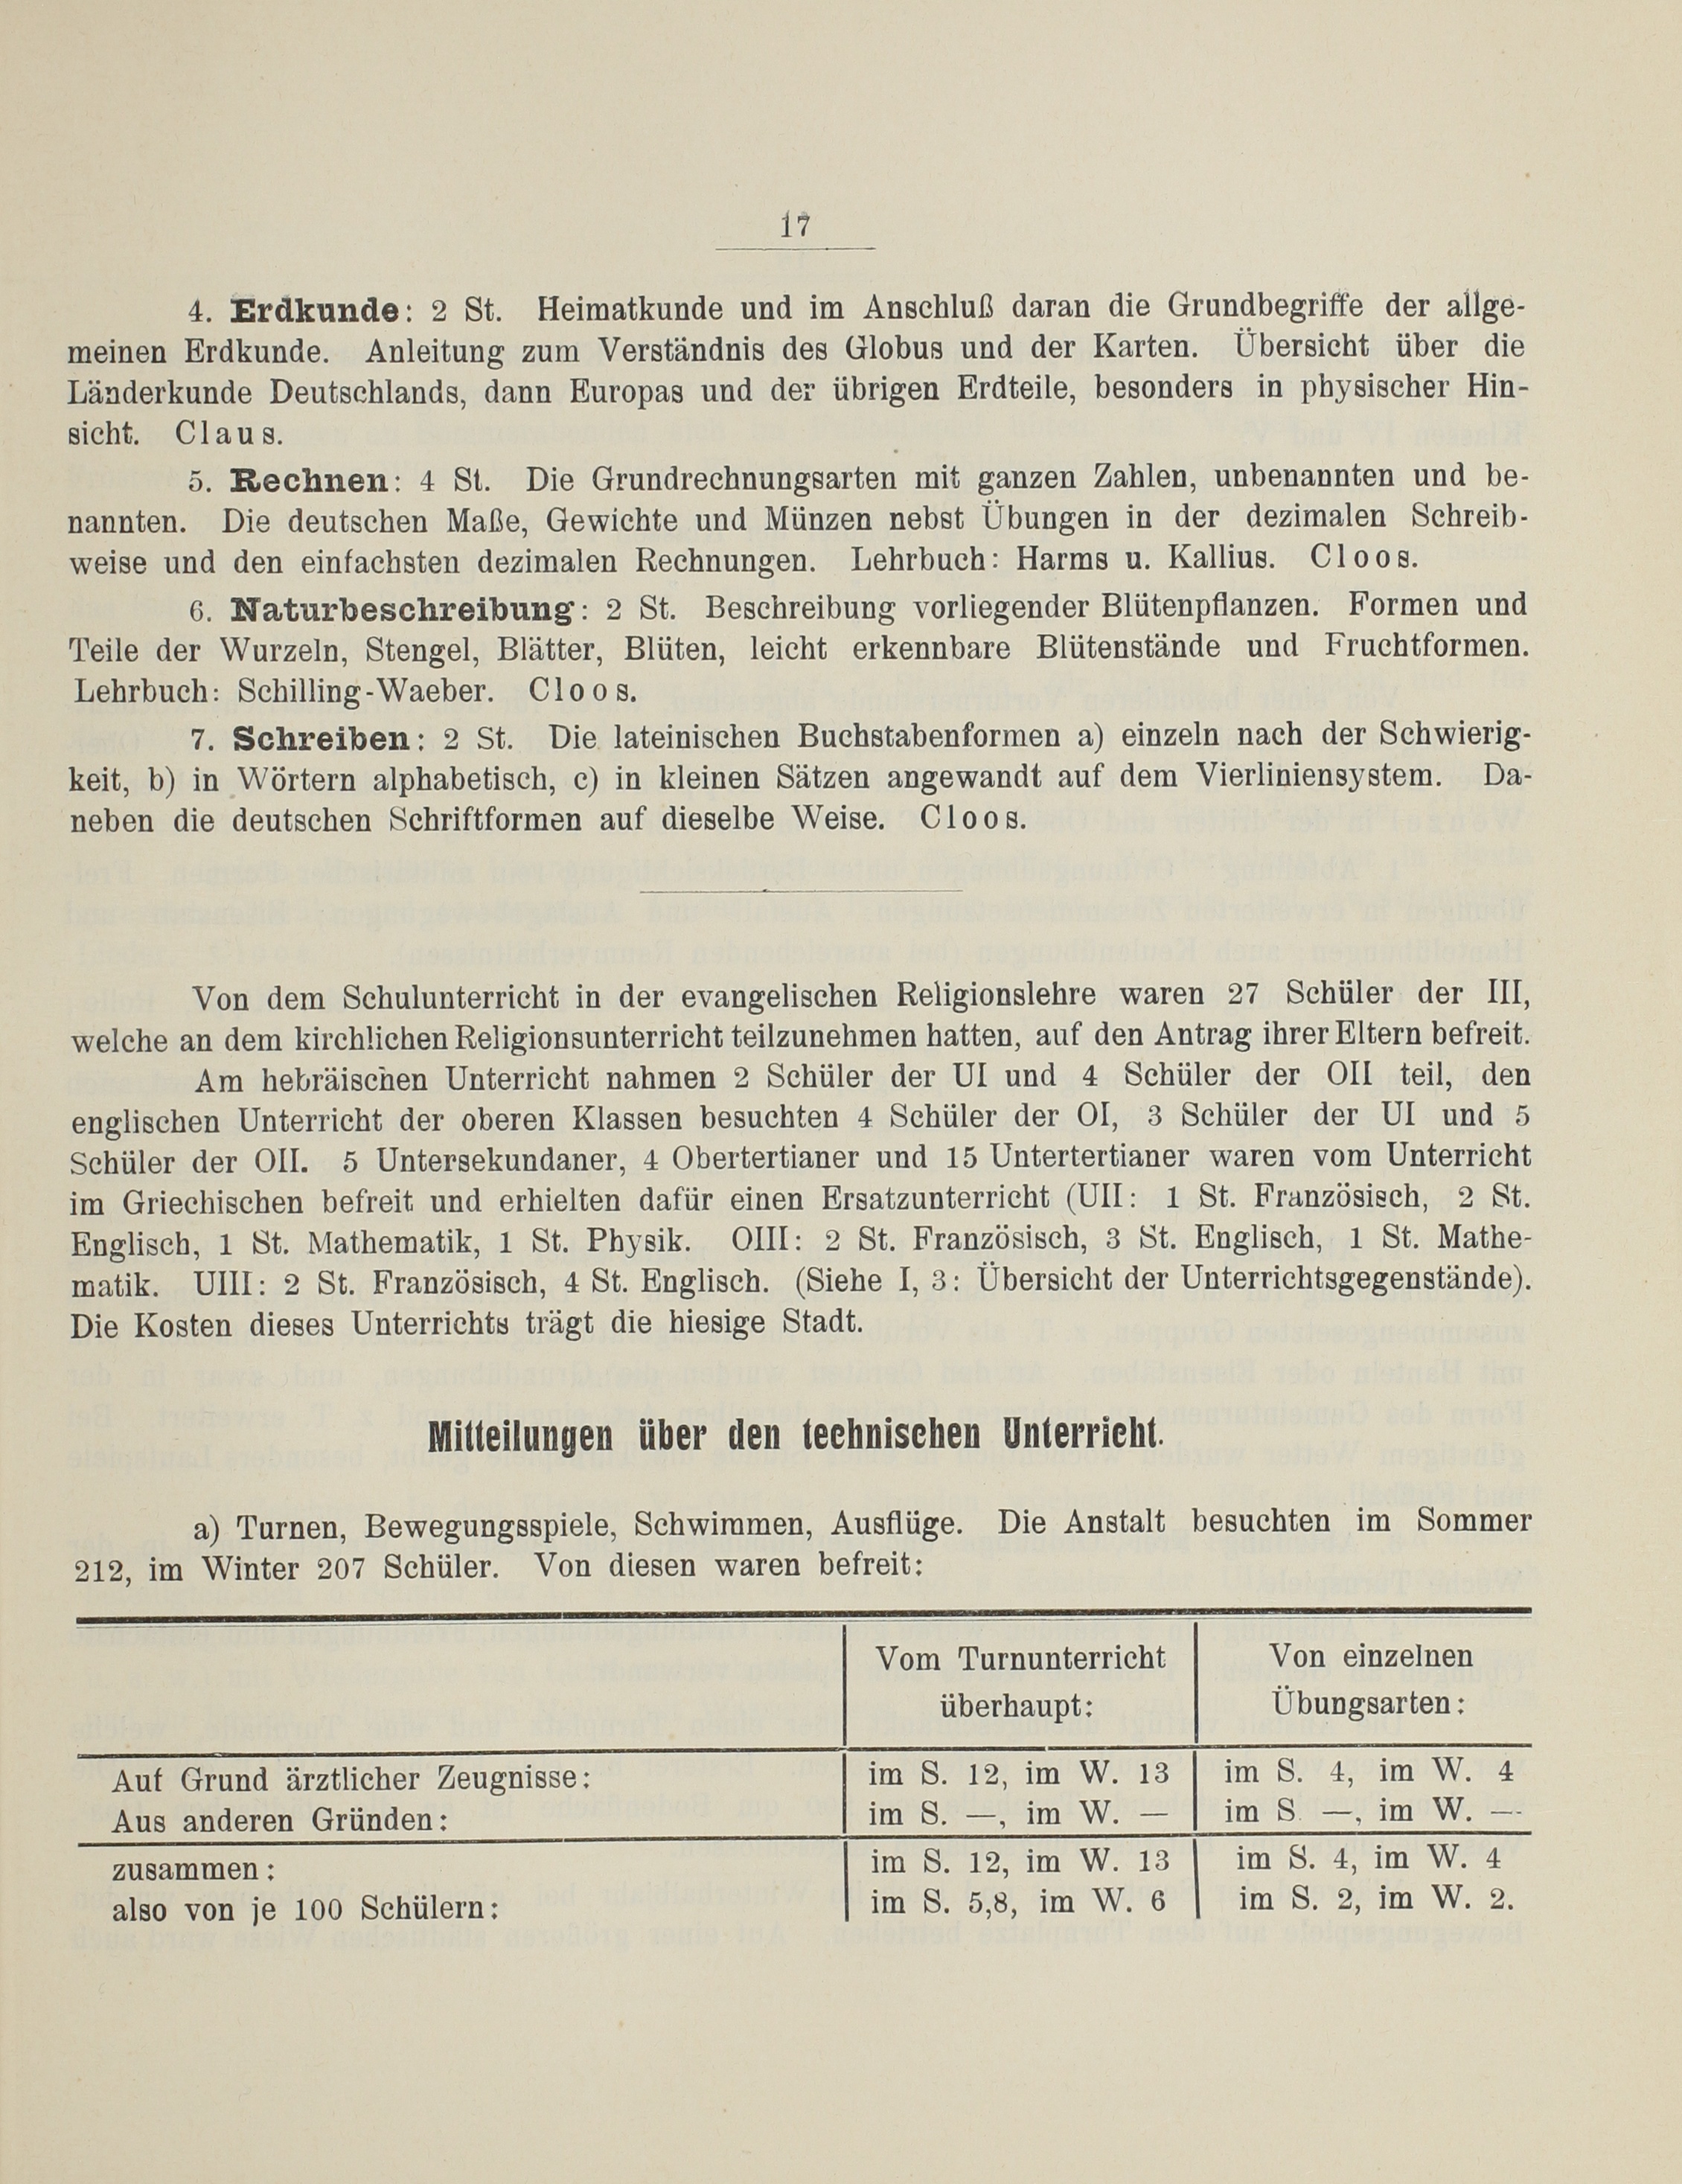 17
4. Erdkunde: 2 St. Heimatkunde und im Anschluß daran die Grundbegriffe der allge-
meinen Erdkunde. Anleitung zum Verständnis des Globus und der Karten. Übersicht über die
Länderkunde Deutschlands, dann Europas und der übrigen Erdteile, besonders in physischer Hin-
sicht. Claus.
5. Rechnen: 4 St. Die Grundrechnungsarten mit ganzen Zahlen, unbenannten und be-
nannten. Die deutschen Maße, Gewichte und Münzen nebst Übungen in der dezimalen Schreib-
weise und den einfachsten dezimalen Rechnungen. Lehrbuch: Harms u. Kallius. Cloos.
6. Naturbeschreibung: 2 St. Beschreibung vorliegender Blütenpflanzen. Formen und
Teile der Wurzeln, Stengel, Blätter, Blüten, leicht erkennbare Blütenstände und Fruchtformen.
Lehrbuch: Schilling-Waeber. Cloos.
7. Schreiben: 2 St. Die lateinischen Buchstabenformen a) einzeln nach der Schwierig-
keit, b) in Wörtern alphabetisch, c) in kleinen Sätzen angewandt auf dem Vierliniensystem. Da-
neben die deutschen Schriftformen auf dieselbe Weise. Cloos.
Von dem Schulunterricht in der evangelischen Religionslehre waren 27 Schüler der III,
welche an dem kirchlichen Religionsunterricht teilzunehmen hatten, auf den Antrag ihrer Eltern befreit.
Am hebräischen Unterricht nahmen 2 Schüler der UI und 4 Schüler der OII teil, den
englischen Unterricht der oberen Klassen besuchten 4 Schüler der OI, 3 Schüler der UI und 5
Schüler der OII. 5 Untersekundaner, 4 Obertertianer und 15 Untertertianer waren vom Unterricht
im Griechischen befreit und erhielten dafür einen Ersatzunterricht (UII: 1 St. Französisch, 2 St.
Englisch, 1 St. Mathematik, 1 St. Physik. OIII: 2 St. Französisch, 3 St. Englisch, 1 St. Mathe-
matik. UIII: 2 St. Französisch, 4 St. Englisch. (Siehe I, 3: Übersicht der Unterrichtsgegenstände).
Die Kosten dieses Unterrichts trägt die hiesige Stadt.
Mitteilungen über den technischen Unterricht.
a) Turnen, Bewegungsspiele, Schwimmen, Ausflüge. Die Anstalt besuchten im Sommer
212, im Winter 207 Schüler. Von diesen waren befreit:
Vom Turnunterricht Von einzelnen
überhaupt: Übungsarten:
Auf Grund ärztlicher Zeugnisse: im S. 12, im W. 13 im S. 4, im W. 4
Aus anderen Gründen: im S. —, im W. — im S. —, im W. —
zusammen: im S. 12, im W. 13 im S. 4, im W. 4
also von je 100 Schülern: im S. 5,8, im W. 6 im S. 2, im W. 2.